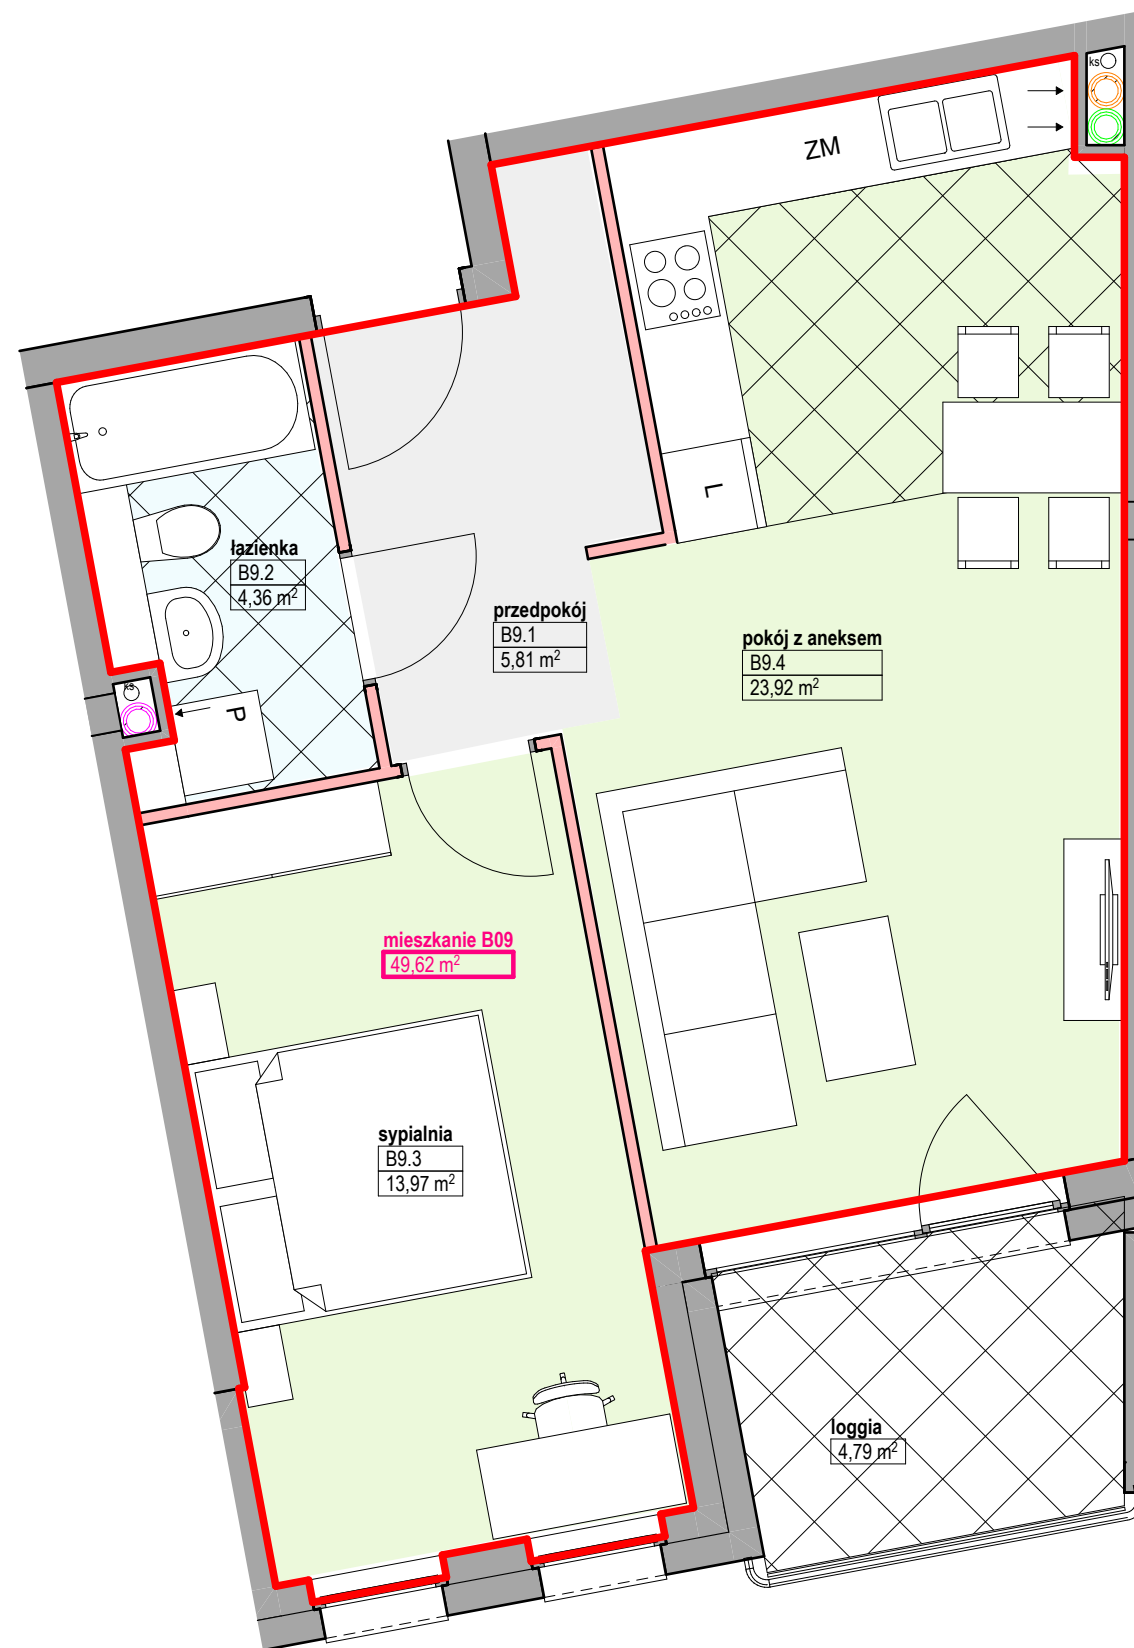 ks
ZM
L
łazienka
B9.2
4,36 m²
przedpokój
B9.1
5,81 m²
pokój z aneksem
B9.4
23,92 m²
ks
P
mieszkanie B09
49,62 m²
sypialnia
B9.3
13,97 m²
loggia
4,79 m²